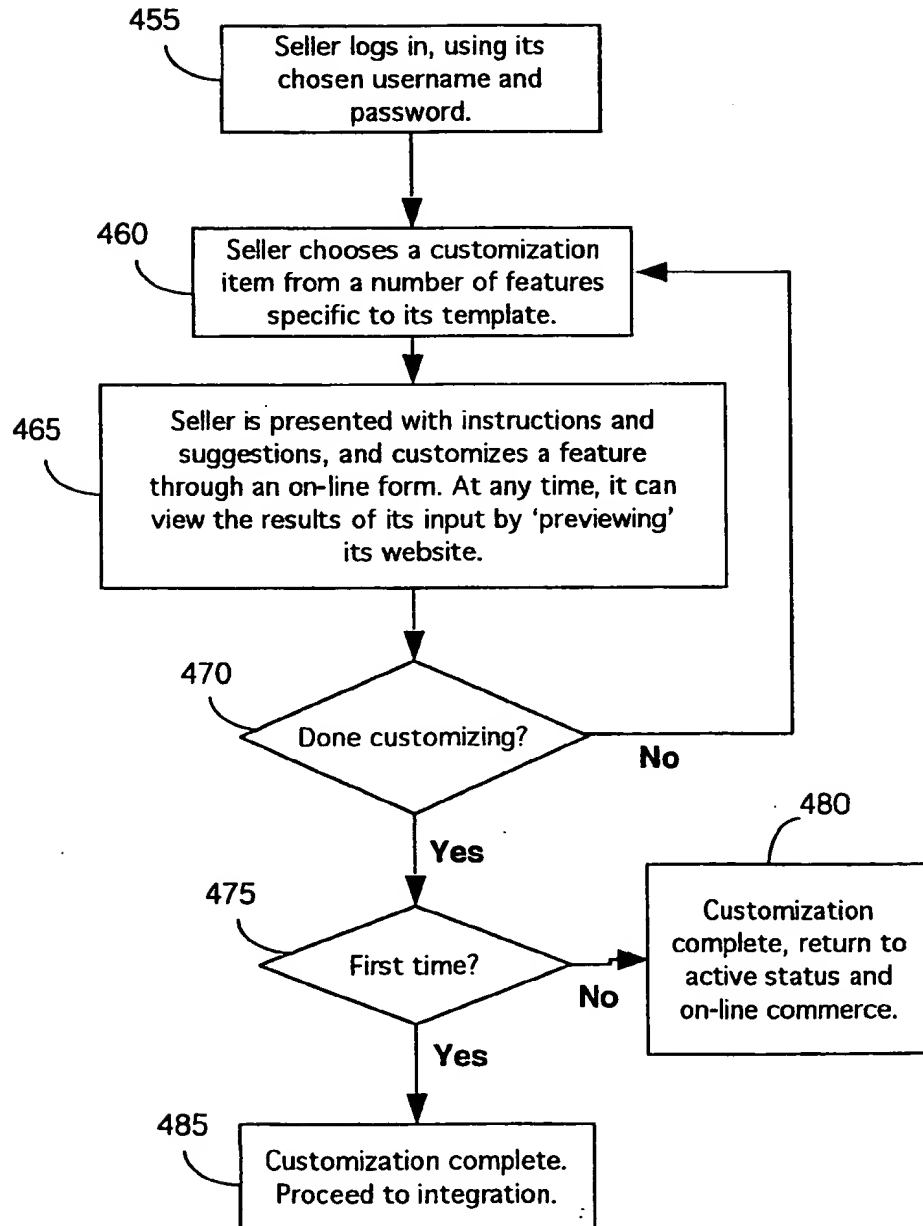 455
Seller logs in, using its
chosen username and
password.
460
Seller chooses a customization
item from a number of features
specific to its template.
465
Seller is presented with instructions and
suggestions, and customizes a feature
through an on-line form. At any time, it can
view the results of its input by ‘previewing’
its website.
470
Done customizing?
No
Yes
475
First time?
No
480
Customization
complete, return to
active status and
on-line commerce.
Yes
485
Customization complete.
Proceed to integration.